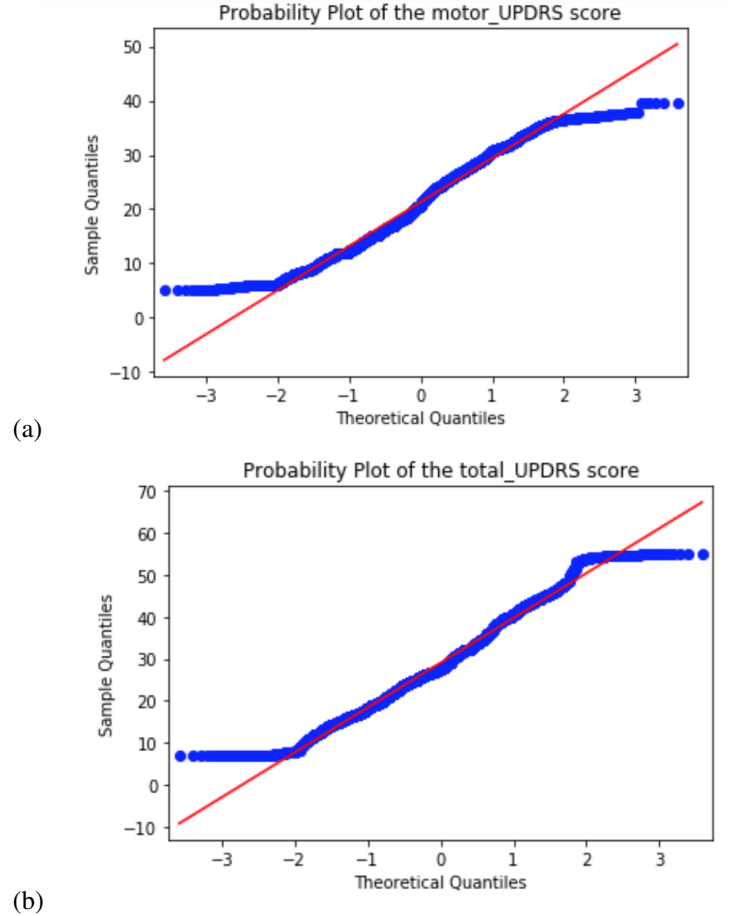 Probability Plot of the motor_UPDRS score
50
40
30
20
10
0
−10
Sample Quantiles
−3 −2 −1 0 1 2 3
Theoretical Quantiles
(a)
Probability Plot of the total_UPDRS score
70
60
50
40
30
20
10
0
−10
Sample Quantiles
−3 −2 −1 0 1 2 3
Theoretical Quantiles
(b)